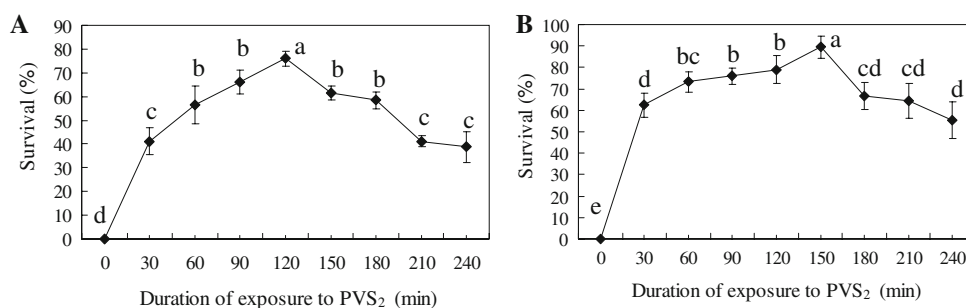 A
Survival (%)
90
80
70
60
50
40
30
20
10
0
d
c
b
b
a
b
b
c
c
0 30 60 90 120 150 180 210 240
Duration of exposure to PVS2 (min)
B
Survival (%)
100
90
80
70
60
50
40
30
20
10
0
e
d
bc
b
b
a
cd
cd
d
0 30 60 90 120 150 180 210 240
Duration of exposure to PVS2 (min)